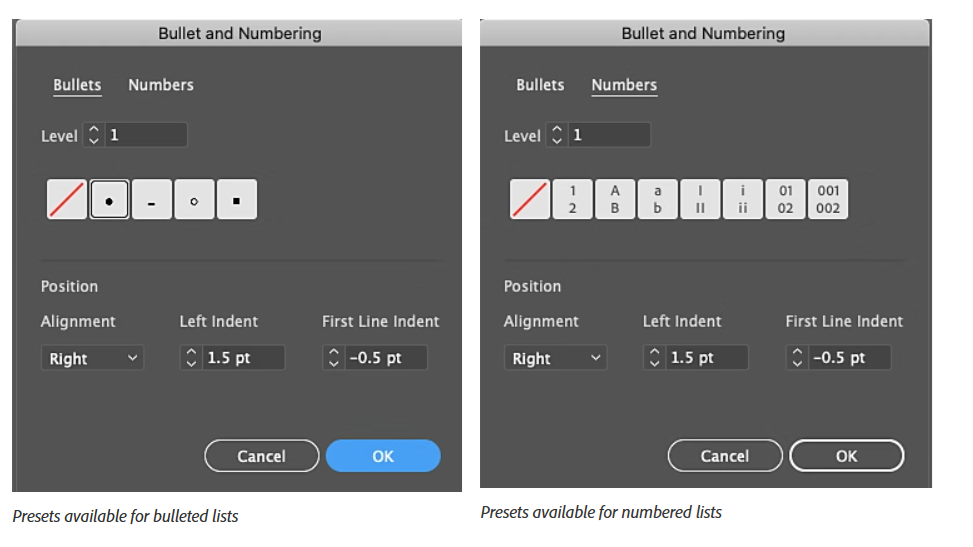 Bullet and Numbering
Bullets Numbers
Level 1
Position
Alignment Left Indent First Line Indent
Right 1.5 pt -0.5 pt
Cancel OK
Presets available for bulleted lists
Bullet and Numbering
Bullets Numbers
Level 1
1 A a I i 01 001
2 B b II ii 02 002
Position
Alignment Left Indent First Line Indent
Right 1.5 pt -0.5 pt
Cancel OK
Presets available for numbered lists